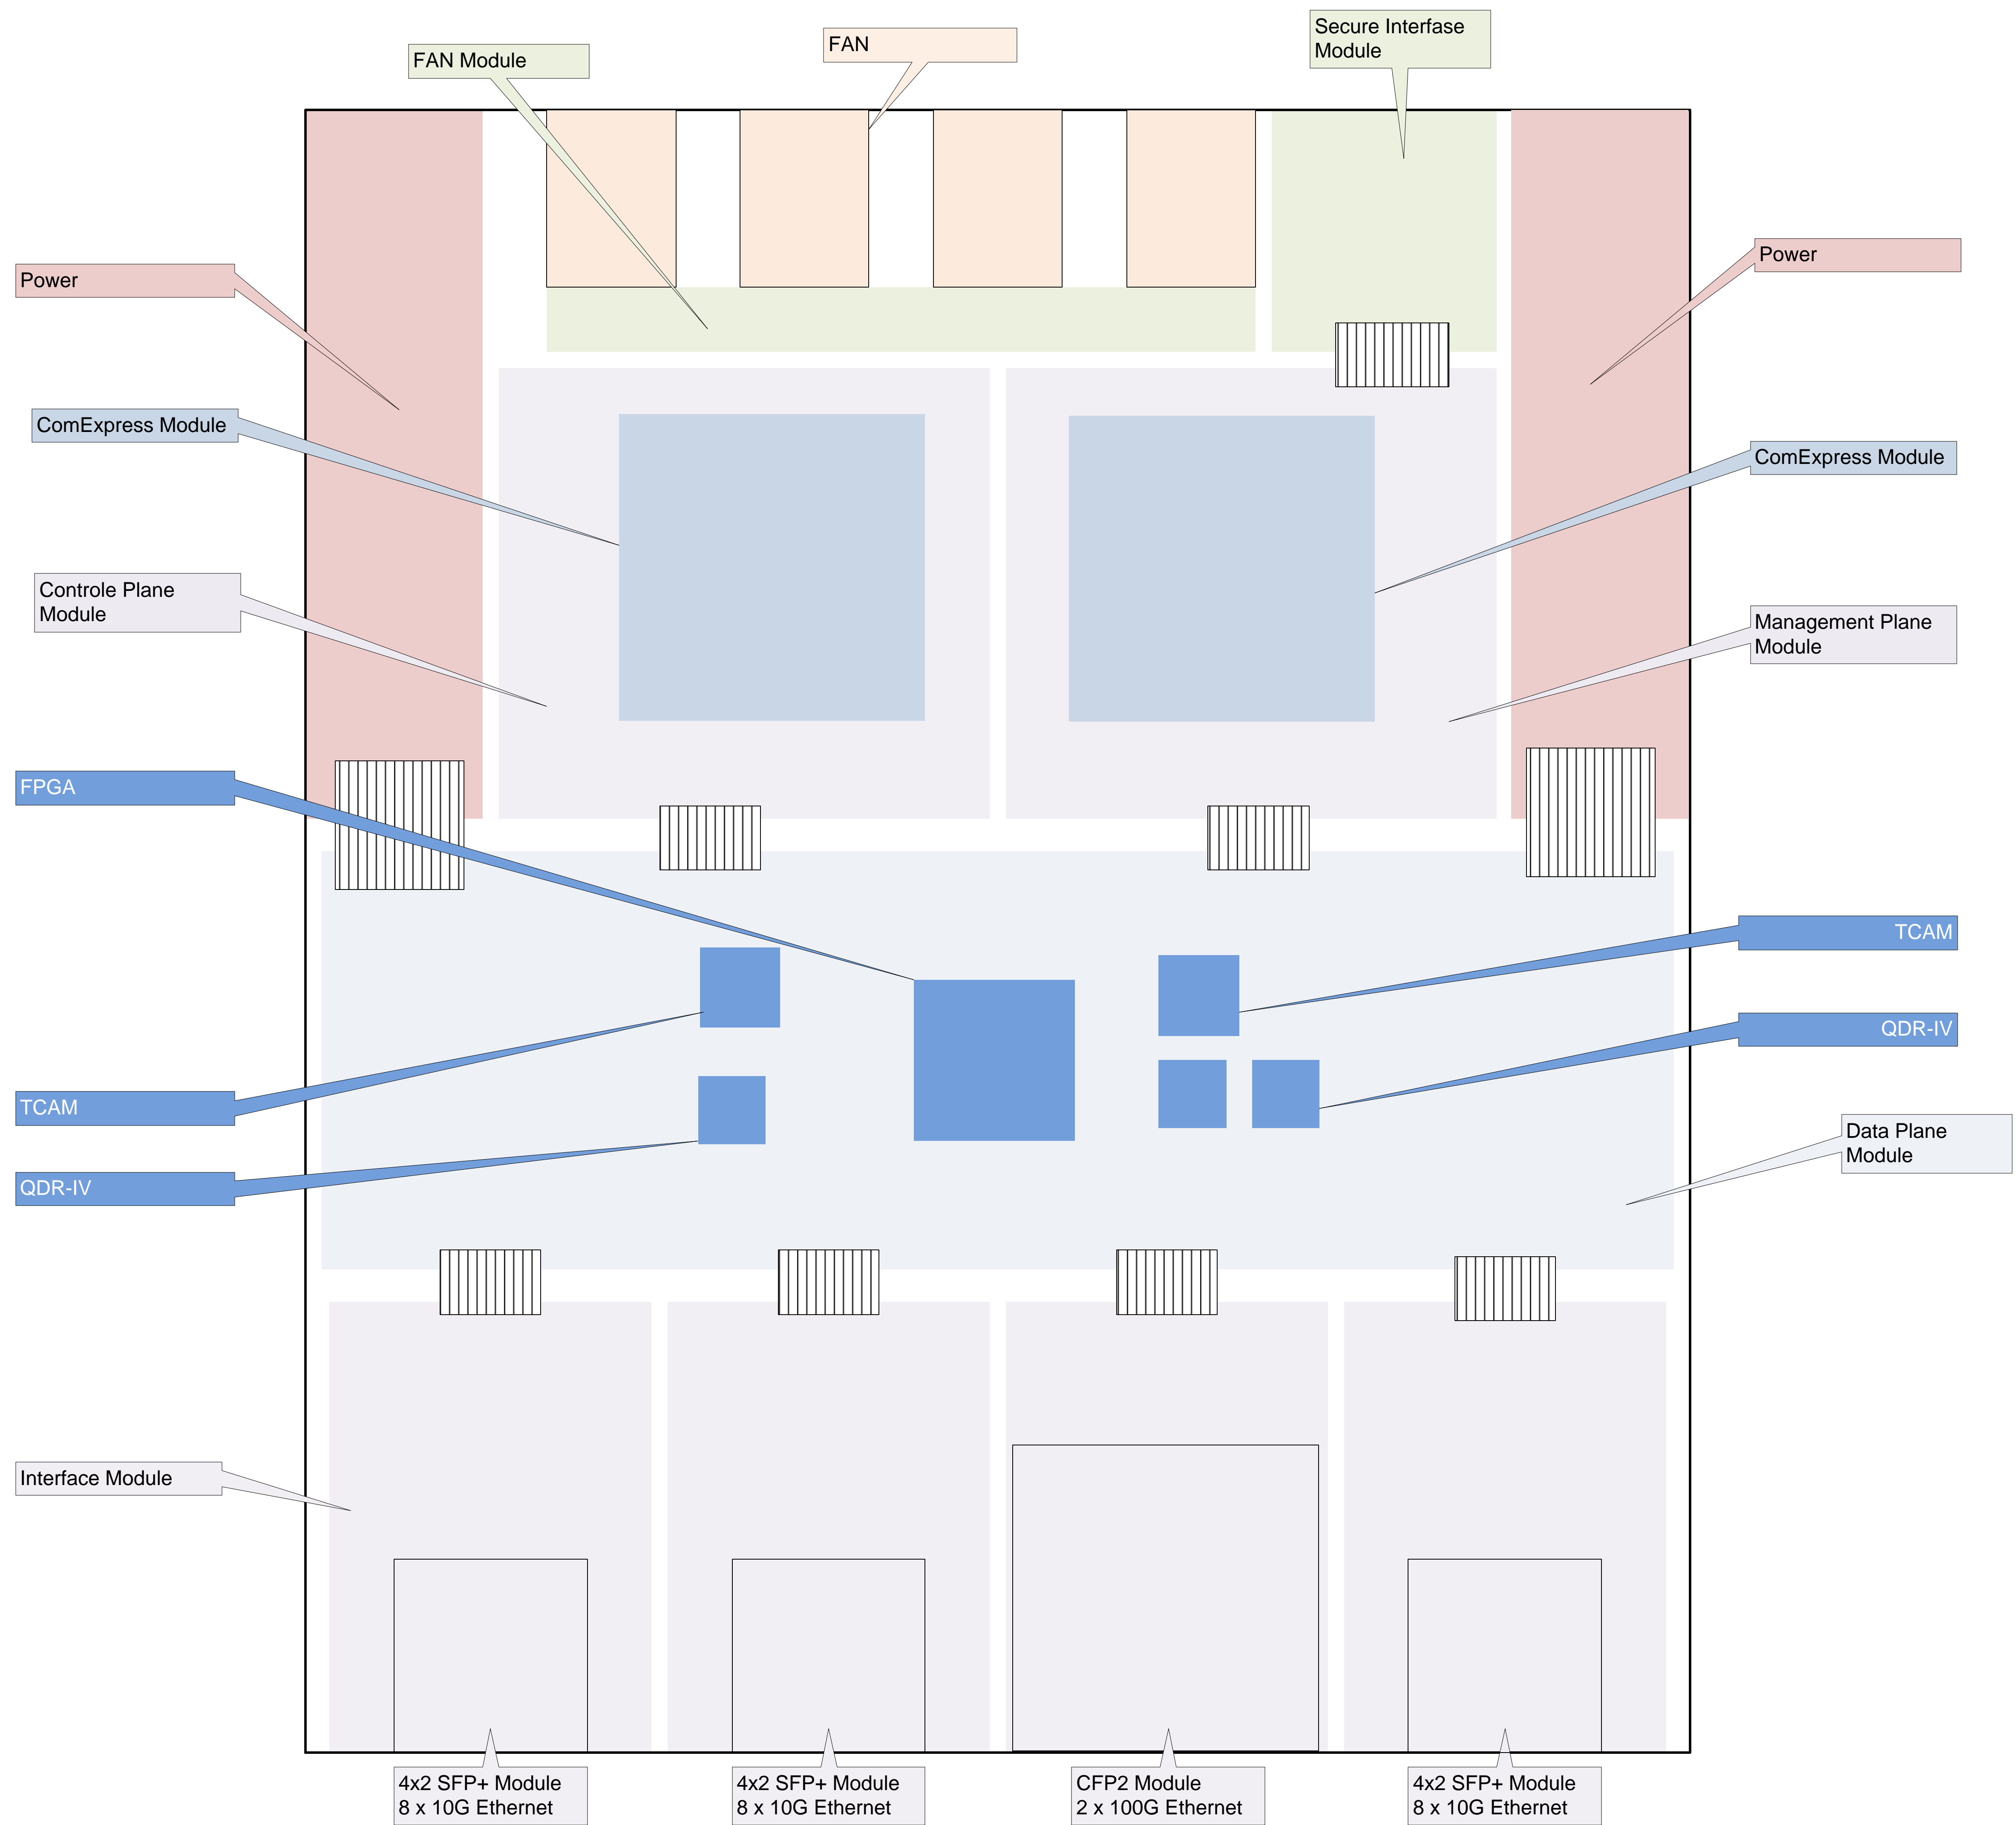 Secure Interfase
Module
FAN
FAN Module
Power
Power
ComExpress Module
ComExpress Module
Controle Plane
Module
Management Plane
Module
FPGA
TCAM
QDR-IV
TCAM
Data Plane
Module
QDR-IV
Interface Module
4x2 SFP+ Module
8 x 10G Ethernet
4x2 SFP+ Module
8 x 10G Ethernet
CFP2 Module
2 x 100G Ethernet
4x2 SFP+ Module
8 x 10G Ethernet